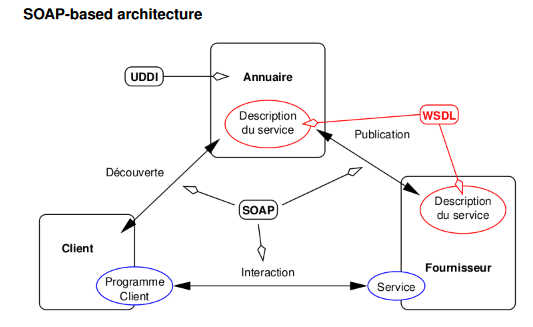 SOAP-based architecture
UDDI
Annuaire
Description
du service
WSDL
Publication
Découverte
SOAP
Description
du service
Client
Fournisseur
Interaction
Programme
Client
Service